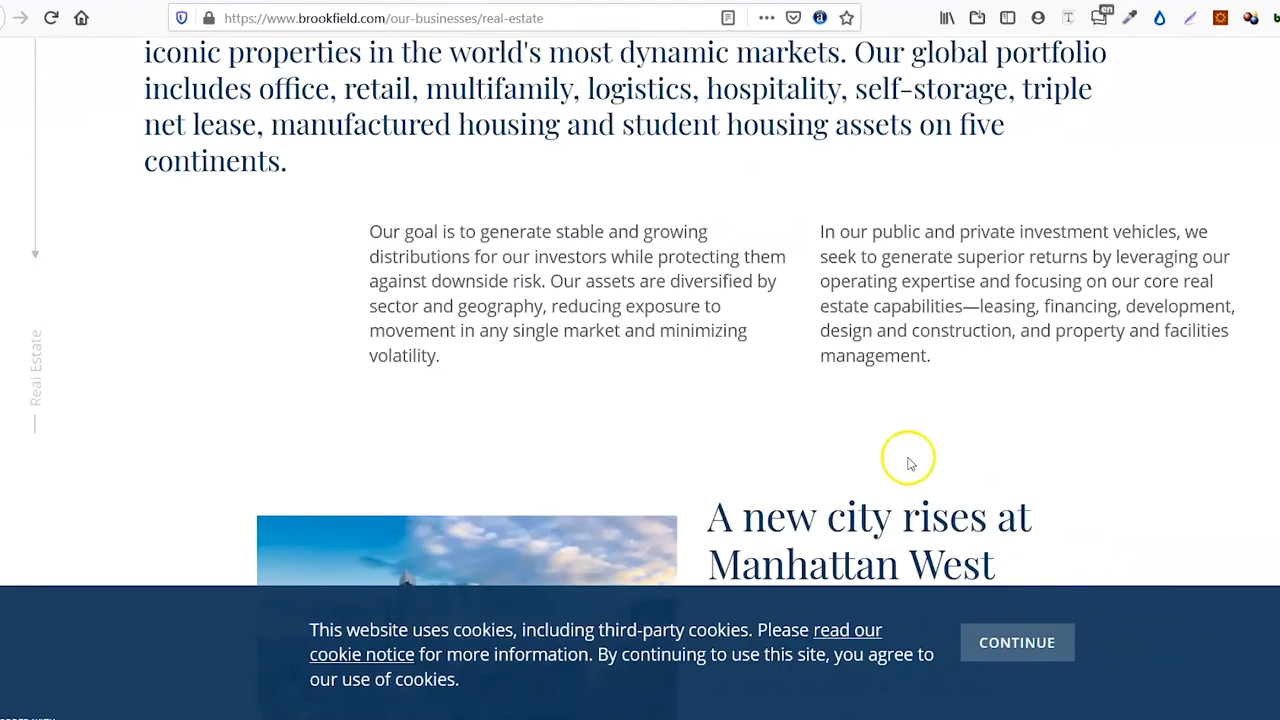 https://www.brookfield.com/our-businesses/real-estate
en
iconic properties in the world's most dynamic markets. Our global portfolio
includes office, retail, multifamily, logistics, hospitality, self-storage, triple
net lease, manufactured housing and student housing assets on five
continents.
Our goal is to generate stable and growing
distributions for our investors while protecting them
against downside risk. Our assets are diversified by
sector and geography, reducing exposure to
movement in any single market and minimizing
volatility.
In our public and private investment vehicles, we
seek to generate superior returns by leveraging our
operating expertise and focusing on our core real
estate capabilities—leasing, financing, development,
design and construction, and property and facilities
management.
Real Estate
A new city rises at
Manhattan West
This website uses cookies, including third-party cookies. Please read our
cookie notice for more information. By continuing to use this site, you agree to
our use of cookies.
CONTINUE